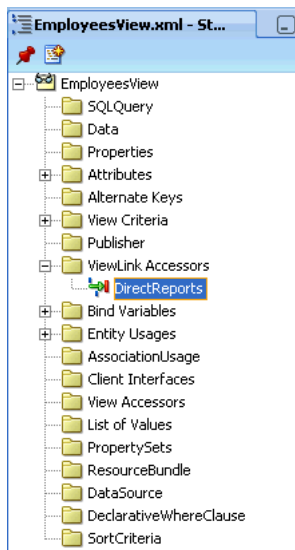 EmployeesView.xml - St...
EmployeesView
SQLQuery
Data
Properties
Attributes
Alternate Keys
View Criteria
Publisher
ViewLink Accessors
DirectReports
Bind Variables
Entity Usages
AssociationUsage
Client Interfaces
View Accessors
List of Values
PropertySets
ResourceBundle
DataSource
DeclarativeWhereClause
SortCriteria